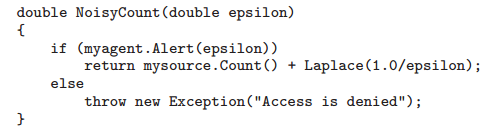 double NoisyCount(double epsilon)
{
    if (myagent.Alert(epsilon))
        return mysource.Count() + Laplace(1.0/epsilon);
    else
        throw new Exception("Access is denied");
}